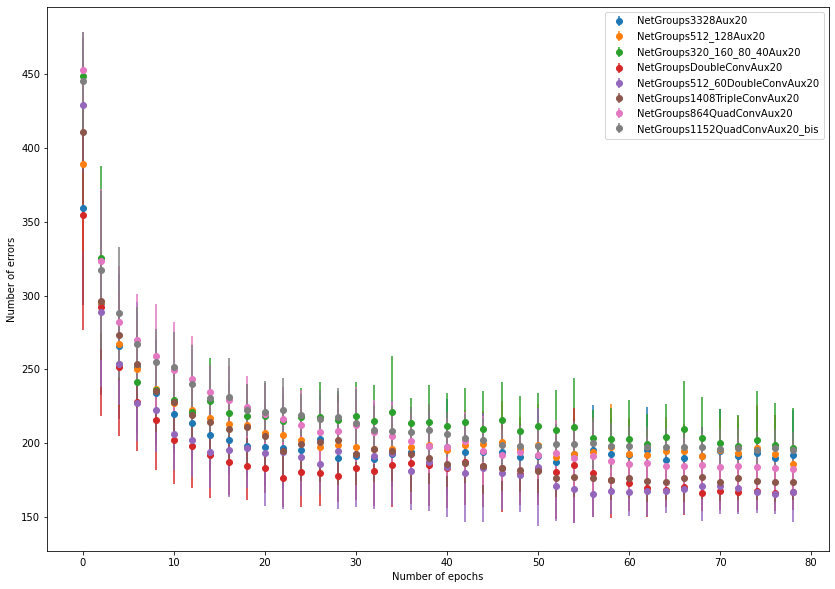 NetGroups3328Aux20
NetGroups512_128Aux20
NetGroups320_160_80_40Aux20
NetGroupsDoubleConvAux20
NetGroups512_60DoubleConvAux20
NetGroups1408TripleConvAux20
NetGroups864QuadConvAux20
NetGroups1152QuadConvAux20_bis
450
400
350
300
250
200
150
Number of errors
0 10 20 30 40 50 60 70 80
Number of epochs